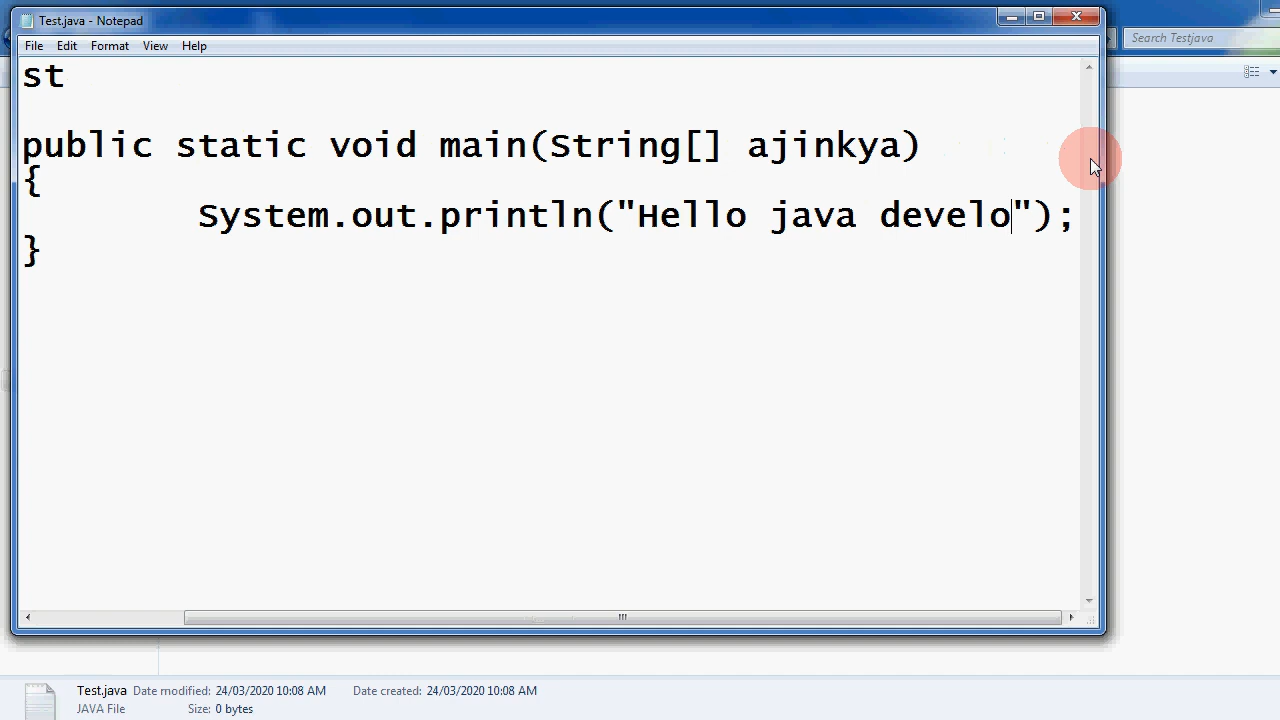 Test.java - Notepad
File Edit Format View Help
Search Testjava
st
public static void main(String[] ajinkya)
{
System.out.println("Hello java develo");
}
Test.java Date modified: 24/03/2020 10:08 AM Date created: 24/03/2020 10:08 AM
JAVA File Size: 0 bytes